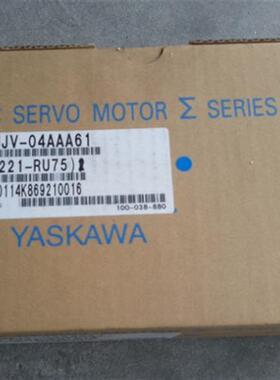 SERVO MOTOR Σ SERIES
JV-04AAA61
221-RU75)
0114K869210016
100-038-880
YASKAWA